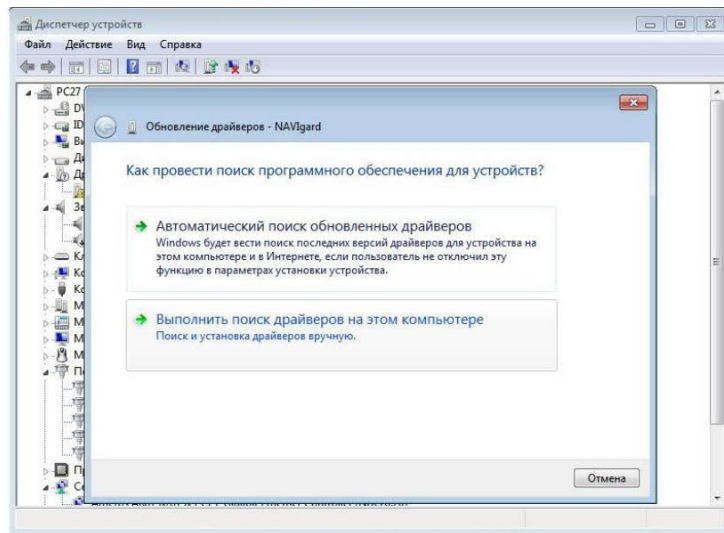 Диспетчер устройств
Файл Действие Вид Справка
PC27
Обновление драйверов - NAVIgard
Как провести поиск программного обеспечения для устройств?
Автоматический поиск обновленных драйверов
Windows будет вести поиск последних версий драйверов для устройства на
этом компьютере и в Интернете, если пользователь не отключил эту
функцию в параметрах установки устройства.
Выполнить поиск драйверов на этом компьютере
Поиск и установка драйверов вручную.
Отмена